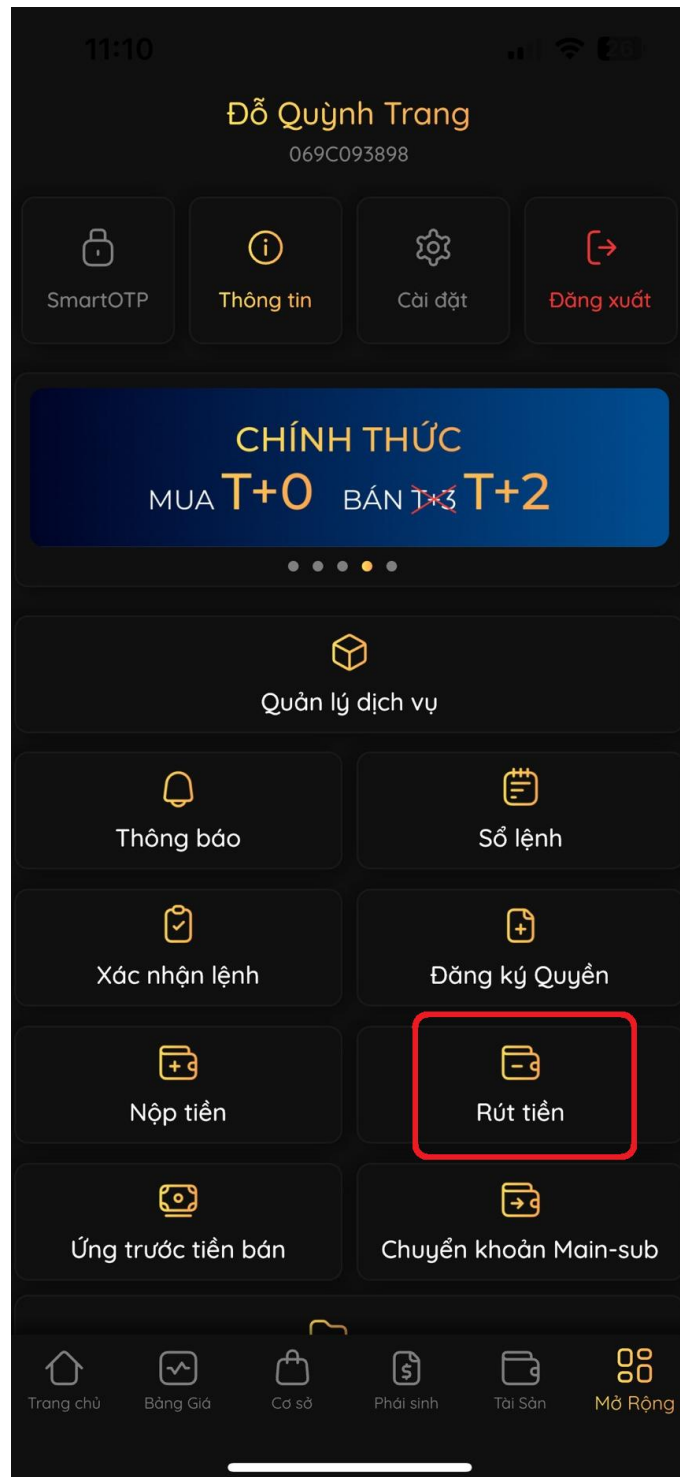 11:10
26
Đỗ Quỳnh Trang
069C093898
SmartOTP Thông tin Cài đặt Đăng xuất
CHÍNH THỨC
MUA T+0 BÁN T+3 T+2
Quản lý dịch vụ
Thông báo Sổ lệnh
Xác nhận lệnh Đăng ký Quyền
Nộp tiền Rút tiền
Ứng trước tiền bán Chuyển khoản Main-sub
Trang chủ Bảng Giá Cơ sở Phái sinh Tài Sản Mở Rộng